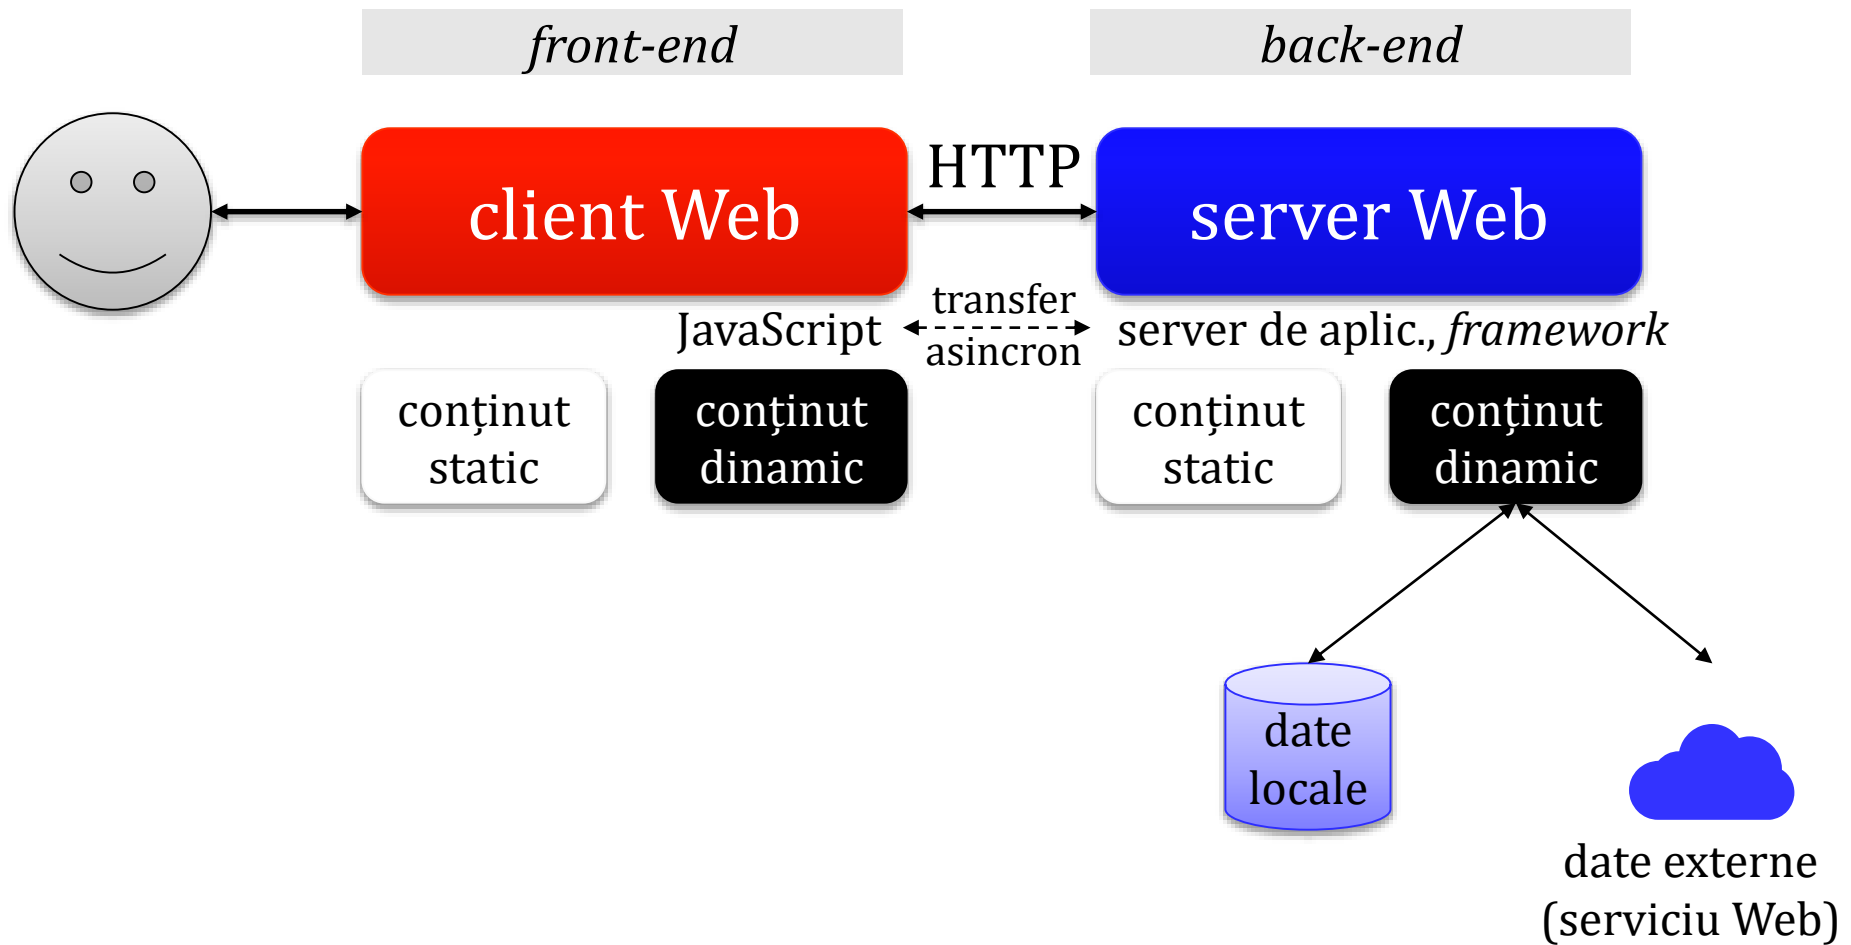 front-end
back-end
client Web
HTTP
server Web
JavaScript
transfer
asincron
server de aplic., framework
conținut
static
conținut
dinamic
conținut
static
conținut
dinamic
date
locale
date externe
(serviciu Web)